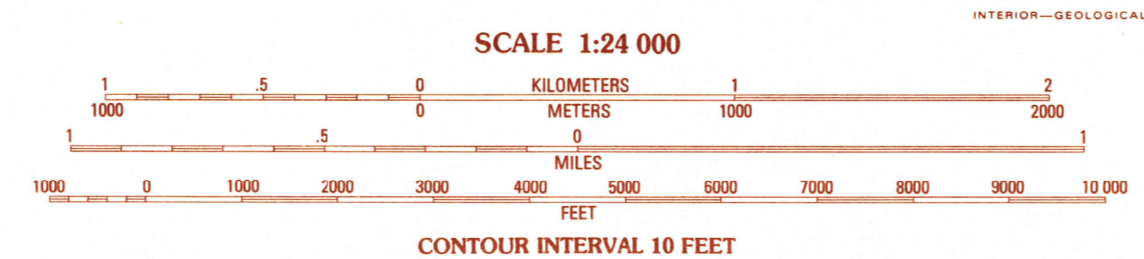 INTERIOR—GEOLOGICAL
SCALE 1:24 000
1 .5 0 KILOMETERS 1 2
1000 0 METERS 1000 2000
1 .5 0 1
MILES
1000 0 1000 2000 3000 4000 5000 6000 7000 8000 9000 10 000
FEET
CONTOUR INTERVAL 10 FEET